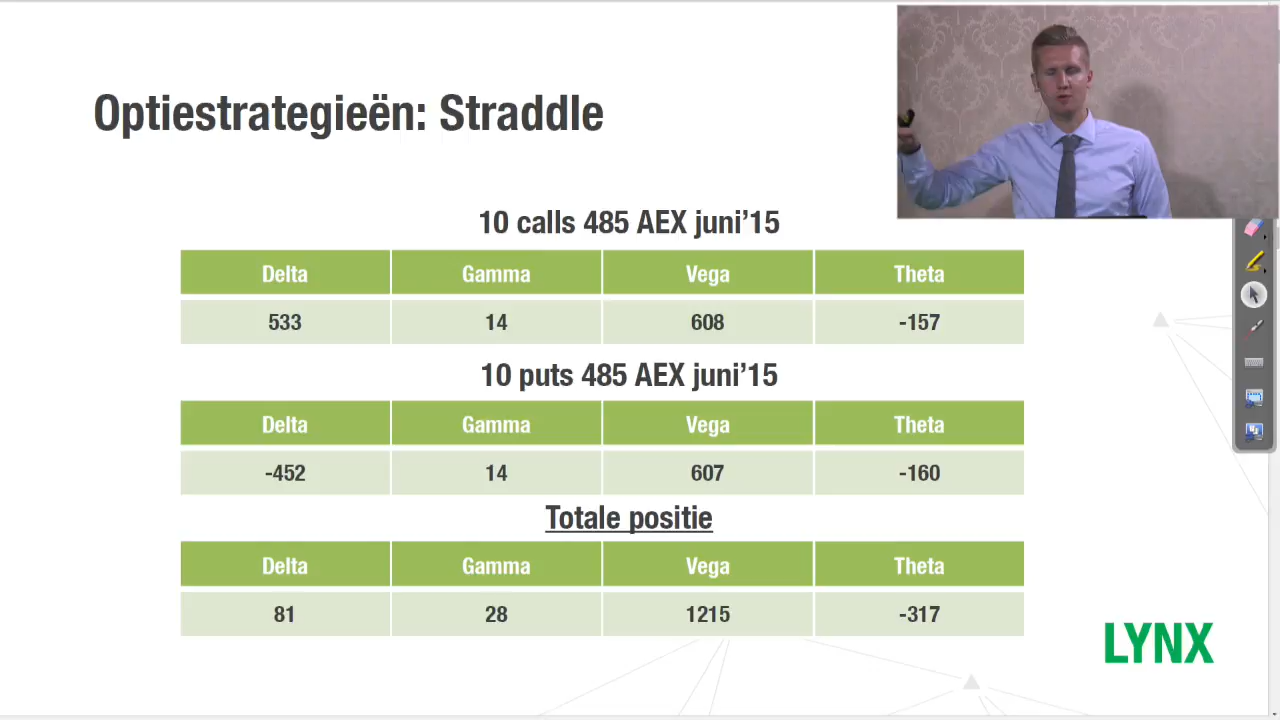 Optiestrategieën: Straddle
10 calls 485 AEX juni’15
Delta Gamma Vega Theta
533 14 608 -157
10 puts 485 AEX juni’15
Delta Gamma Vega Theta
-452 14 607 -160
Totale positie
Delta Gamma Vega Theta
81 28 1215 -317
LYNX